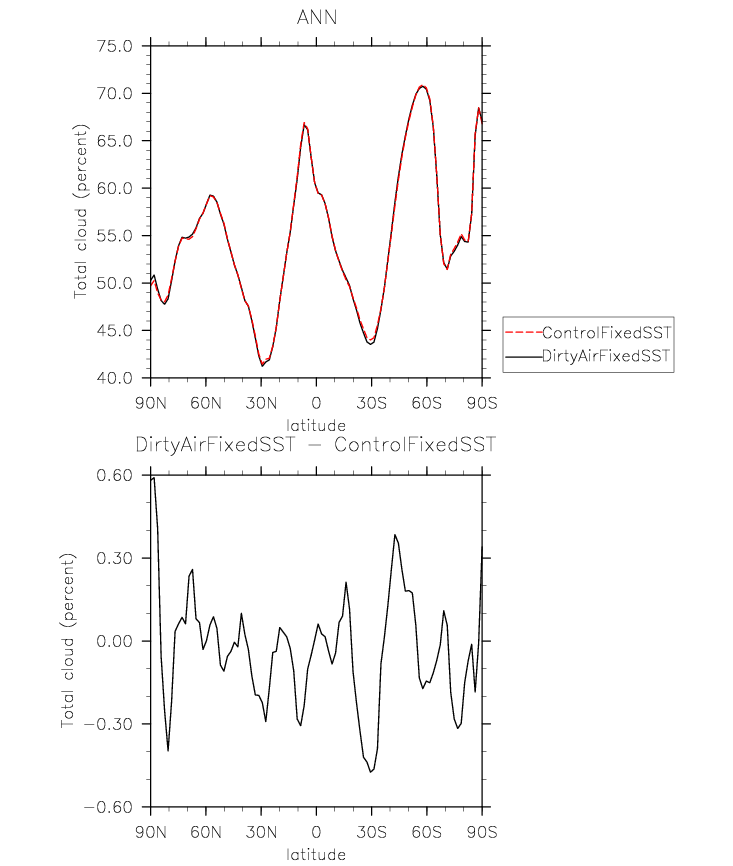 ANN
75.0
70.0
65.0
60.0
55.0
50.0
45.0
40.0
Total cloud (percent)
90N 60N 30N 0 30S 60S 90S
latitude
ControlFixedSST
DirtyAirFixedSST
DirtyAirFixedSST − ControlFixedSST
0.60
0.30
0.00
−0.30
−0.60
Total cloud (percent)
90N 60N 30N 0 30S 60S 90S
latitude